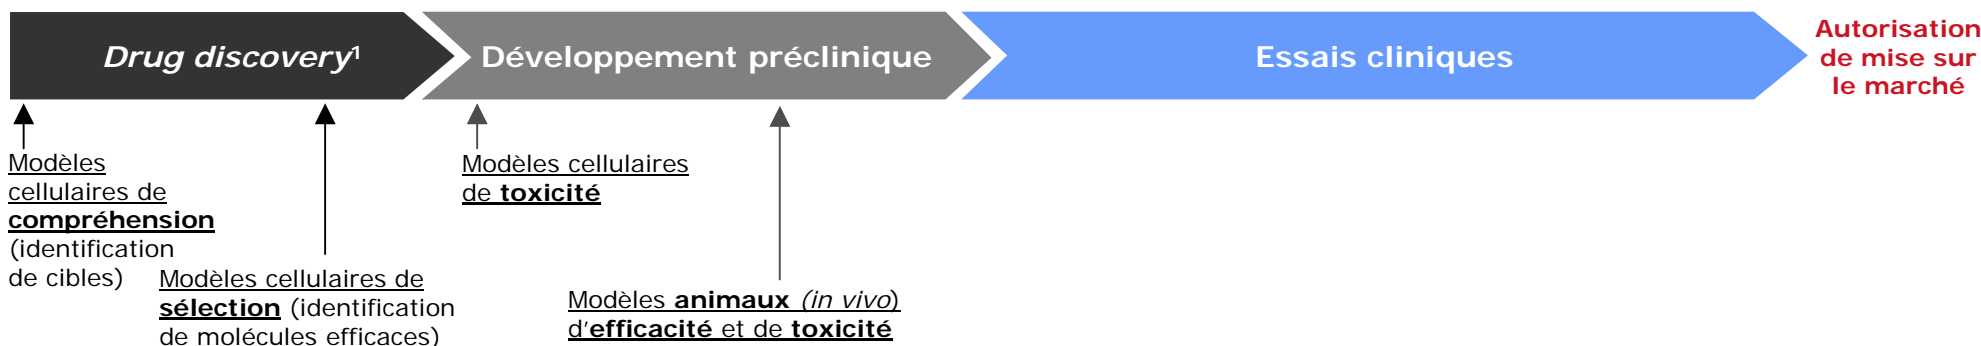 Drug discovery¹
Développement préclinique
Essais cliniques
Autorisation
de mise sur
le marché
Modèles
cellulaires de
compréhension
(identification
de cibles)
Modèles cellulaires de
sélection (identification
de molécules efficaces)
Modèles cellulaires
de toxicité
Modèles animaux (in vivo)
d’efficacité et de toxicité